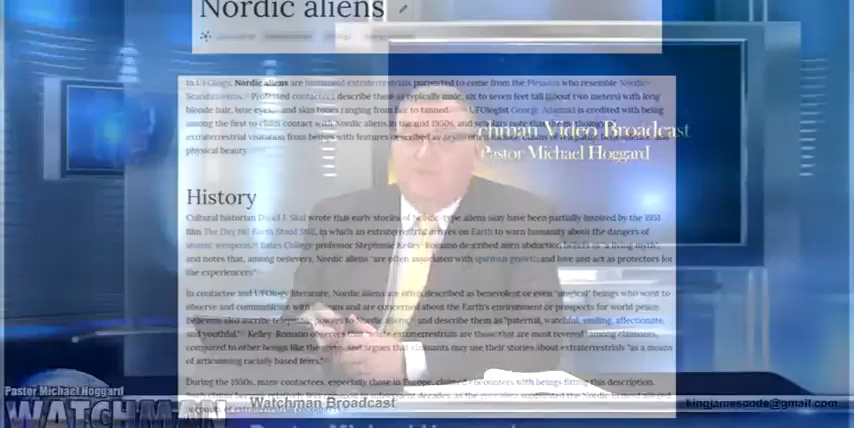 Nordic aliens
In UFOlogy, Nordic aliens are humanoid extraterrestrials purported to come from the Pleiades who resemble Nordic-
Scandinavians. Professed contactees describe them as typically male, six to seven feet tall (about two meters) with long
blonde hair, blue eyes, and skin tones ranging from fair to tanned. UFOlogist George Adamski is credited with being
among the first to claim contact with Nordic aliens in the mid 1950s, and scholars note that
extraterrestrial visitation from beings with features described as
physical beauty
chman Video Broadcast
Pastor Michael Hoggard
History
Cultural historian David J. Skal wrote that early stories of Nordic-type aliens may have been partially inspired by the 1951
film The Day the Earth Stood Still, in which an extraterrestrial arrives on Earth to warn humanity about the dangers of
atomic weapons. Bates College professor Stephanie Kelley-Romano described alien abduction beliefs as "a living myth",
and notes that, among believers, Nordic aliens "are often associated with spiritual growth and love and act as protectors for
the experiencers"
In contactee and UFOlogy literature, Nordic aliens are often described as benevolent or even "magical" beings who want to
observe and communicate with humans and are concerned about the Earth's environment or prospects for world peace.
Believers also ascribe telepathic powers to Nordic aliens, and describe them as "paternal, watchful, smiling, affectionate,
and youthful." Kelley-Romano observes that white extraterrestrials are those "that are most revered" among claimants,
compared to other beings like the and argues that claimants may use their stories about extraterrestrials "as a means
of articulating racially based fears."
During the 1950s, many contactees, especially those in Europe, claimed encounters with beings fitting this description.
decades, as the
Pastor Michael Hoggard
WATCHMAN
Watchman Broadcast
kingjamescode@gmail.com